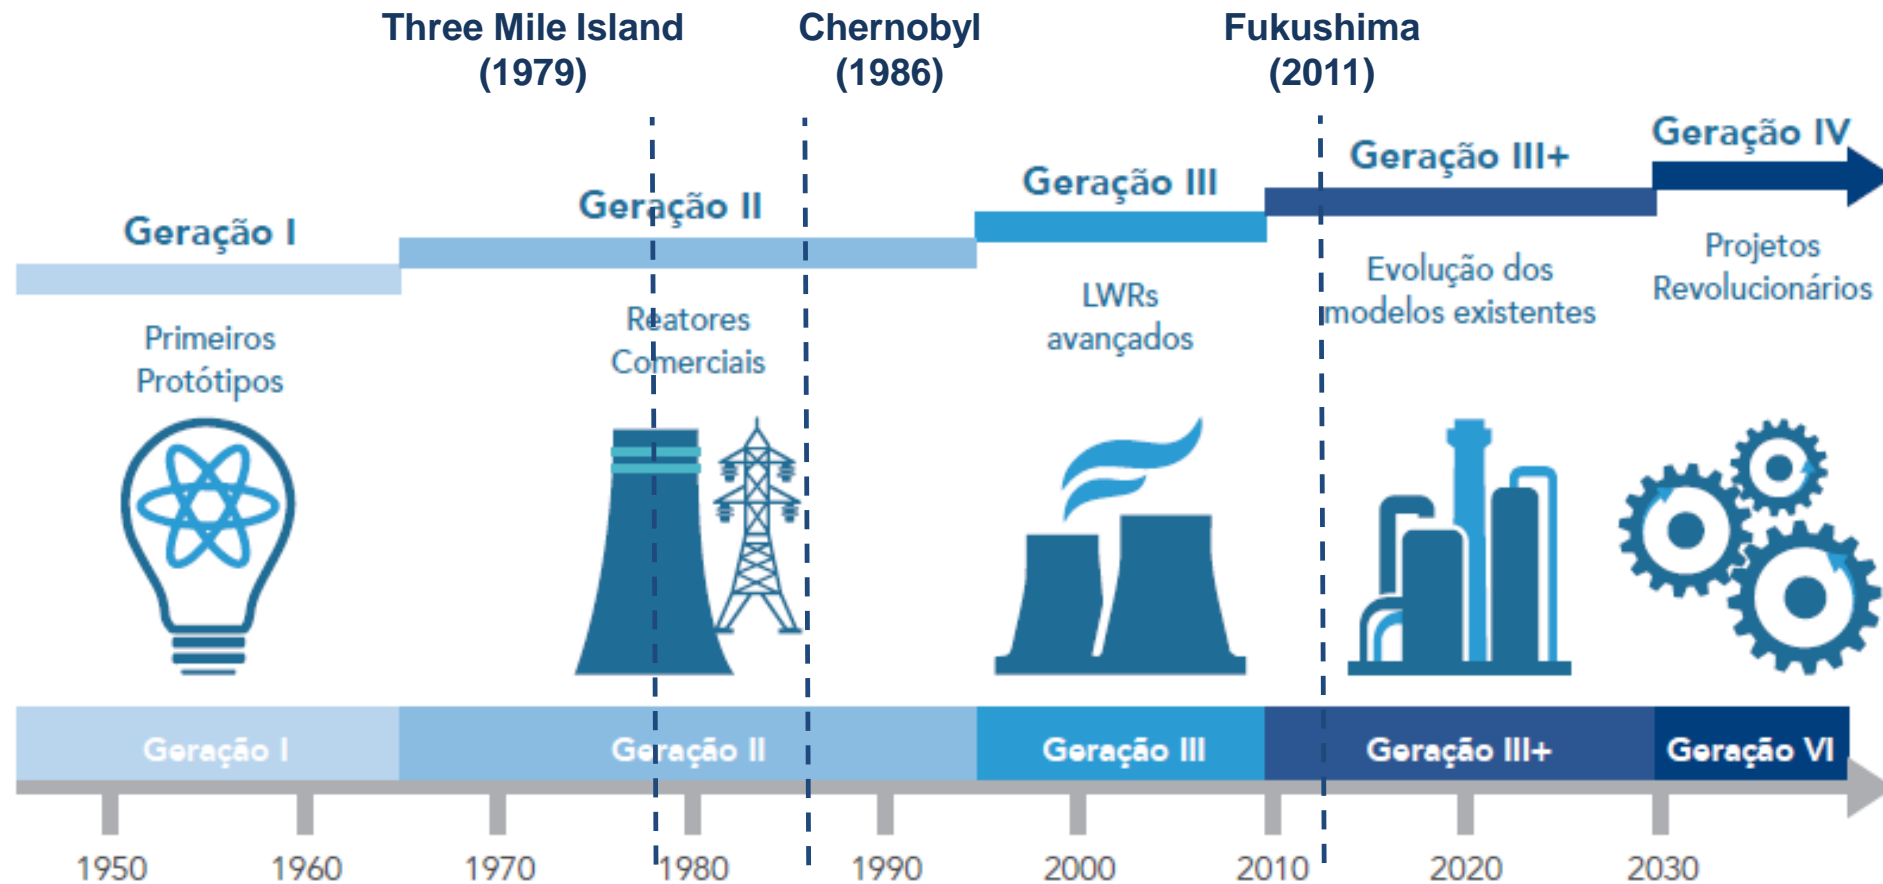 Three Mile Island
(1979)
Chernobyl
(1986)
Fukushima
(2011)
Geração I
Geração II
Geração III
Geração III+
Geração IV
Primeiros
Protótipos
Reatores
Comerciais
LWRs
avançados
Evolução dos
modelos existentes
Projetos
Revolucionários
Geração I
Geração II
Geração III
Geração III+
Geração VI
1950
1960
1970
1980
1990
2000
2010
2020
2030